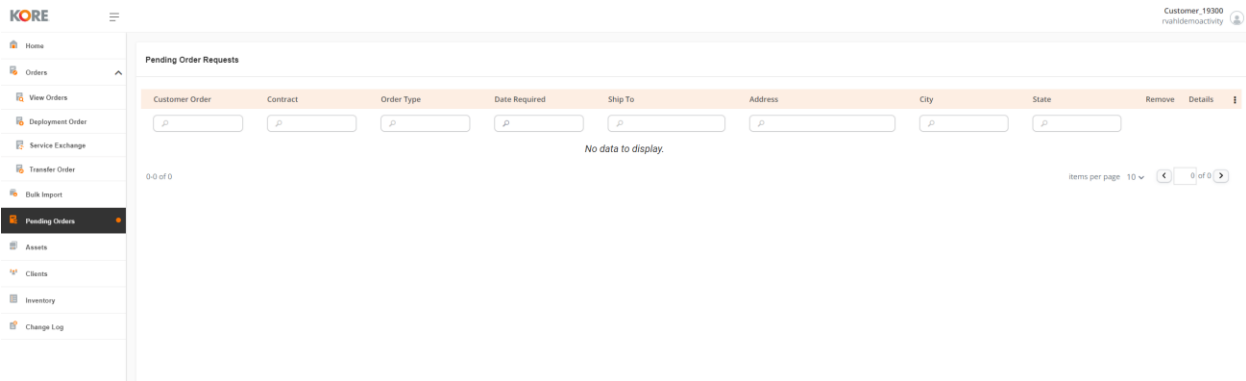 KORE
Customer_19300
rvahldemoactivity
Home
Orders
View Orders
Deployment Order
Service Exchange
Transfer Order
Bulk Import
Pending Orders
Assets
Clients
Inventory
Change Log
Pending Order Requests
Customer Order Contract Order Type Date Required Ship To Address City State Remove Details
No data to display.
0-0 of 0 items per page 10 0 of 0